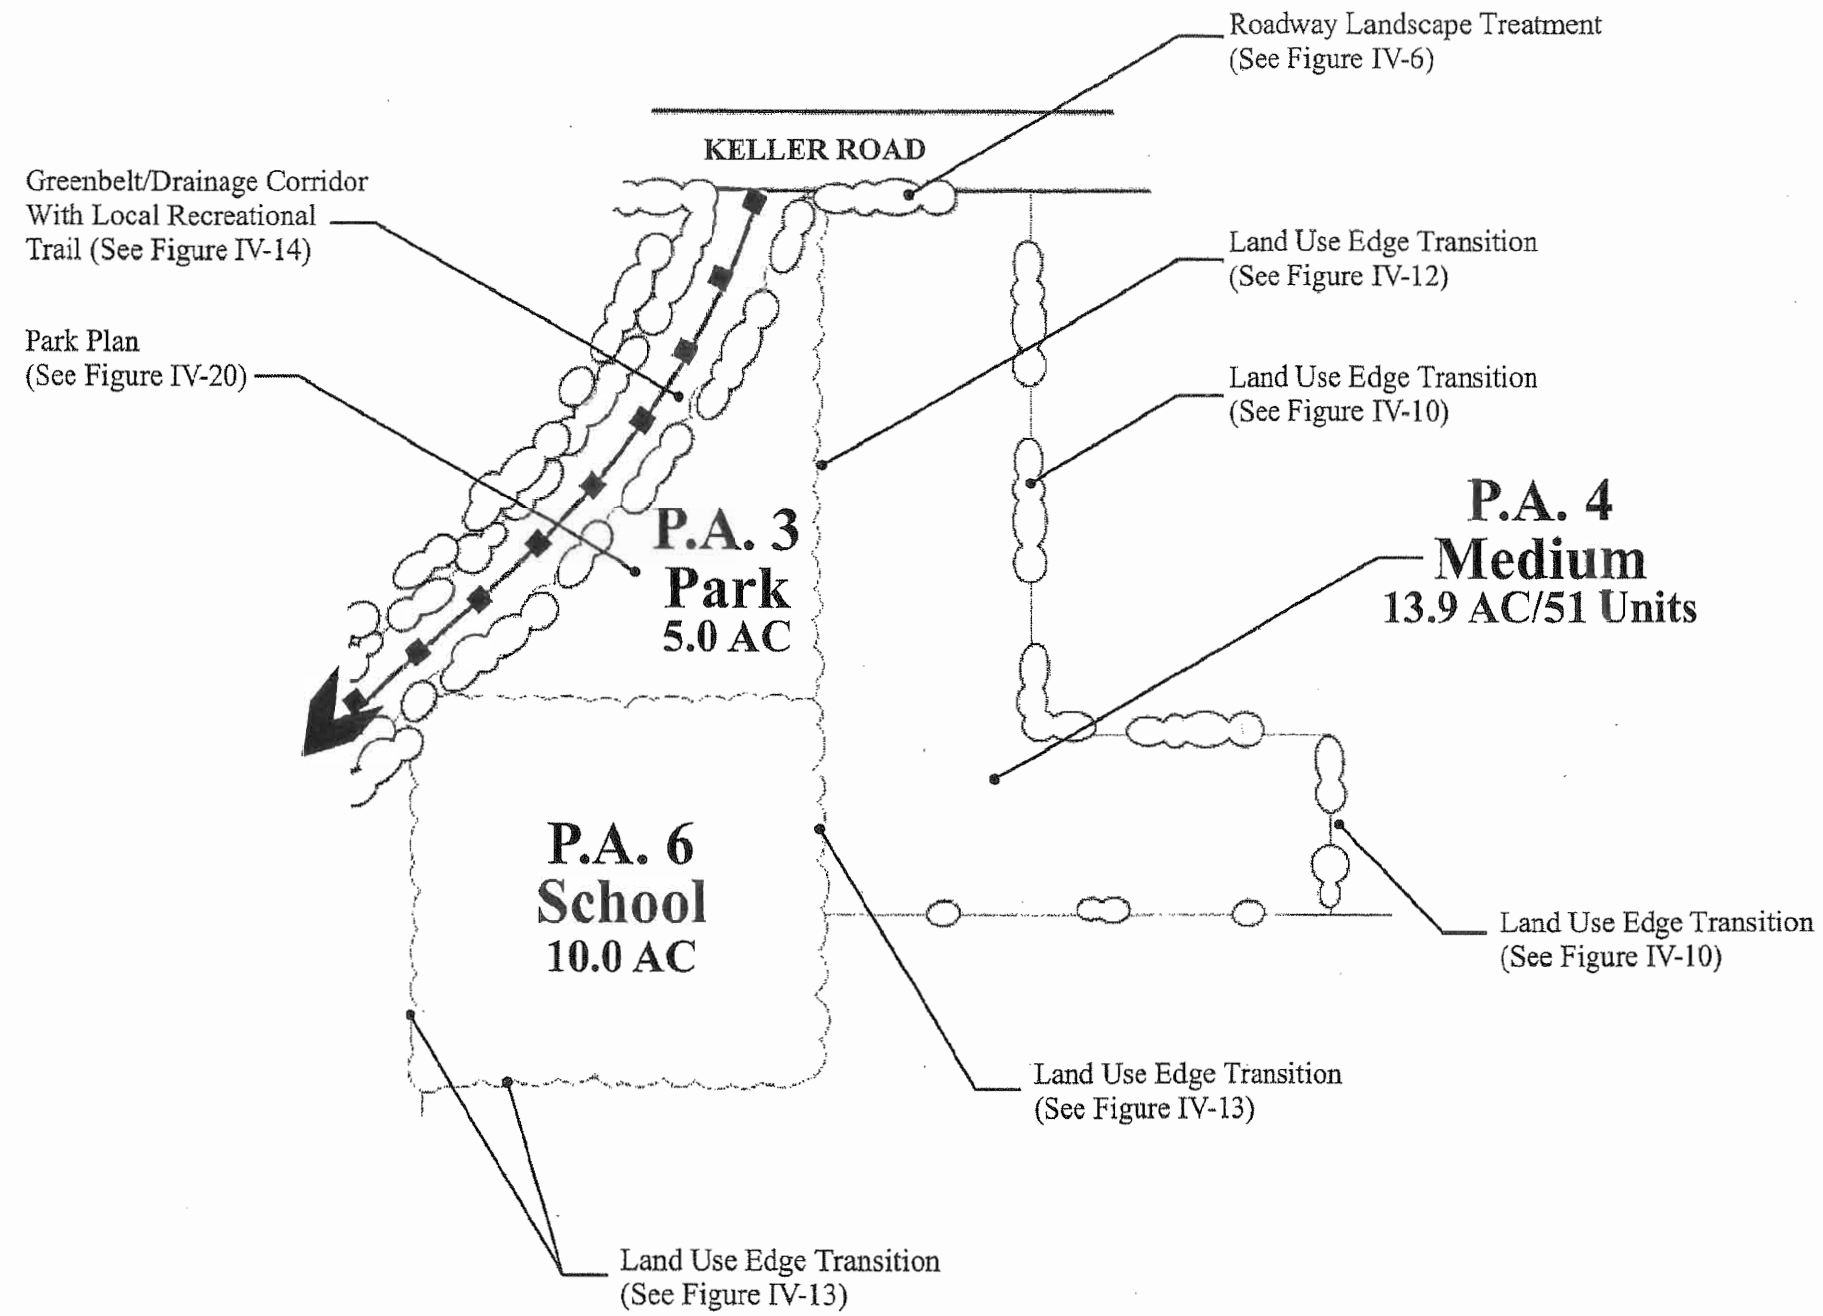 Roadway Landscape Treatment
(See Figure IV-6)
KELLER ROAD
Greenbelt/Drainage Corridor
With Local Recreational
Trail (See Figure IV-14)
Land Use Edge Transition
(See Figure IV-12)
Park Plan
(See Figure IV-20)
Land Use Edge Transition
(See Figure IV-10)
P.A. 3
Park
5.0 AC
P.A. 4
Medium
13.9 AC/51 Units
P.A. 6
School
10.0 AC
Land Use Edge Transition
(See Figure IV-10)
Land Use Edge Transition
(See Figure IV-13)
Land Use Edge Transition
(See Figure IV-13)